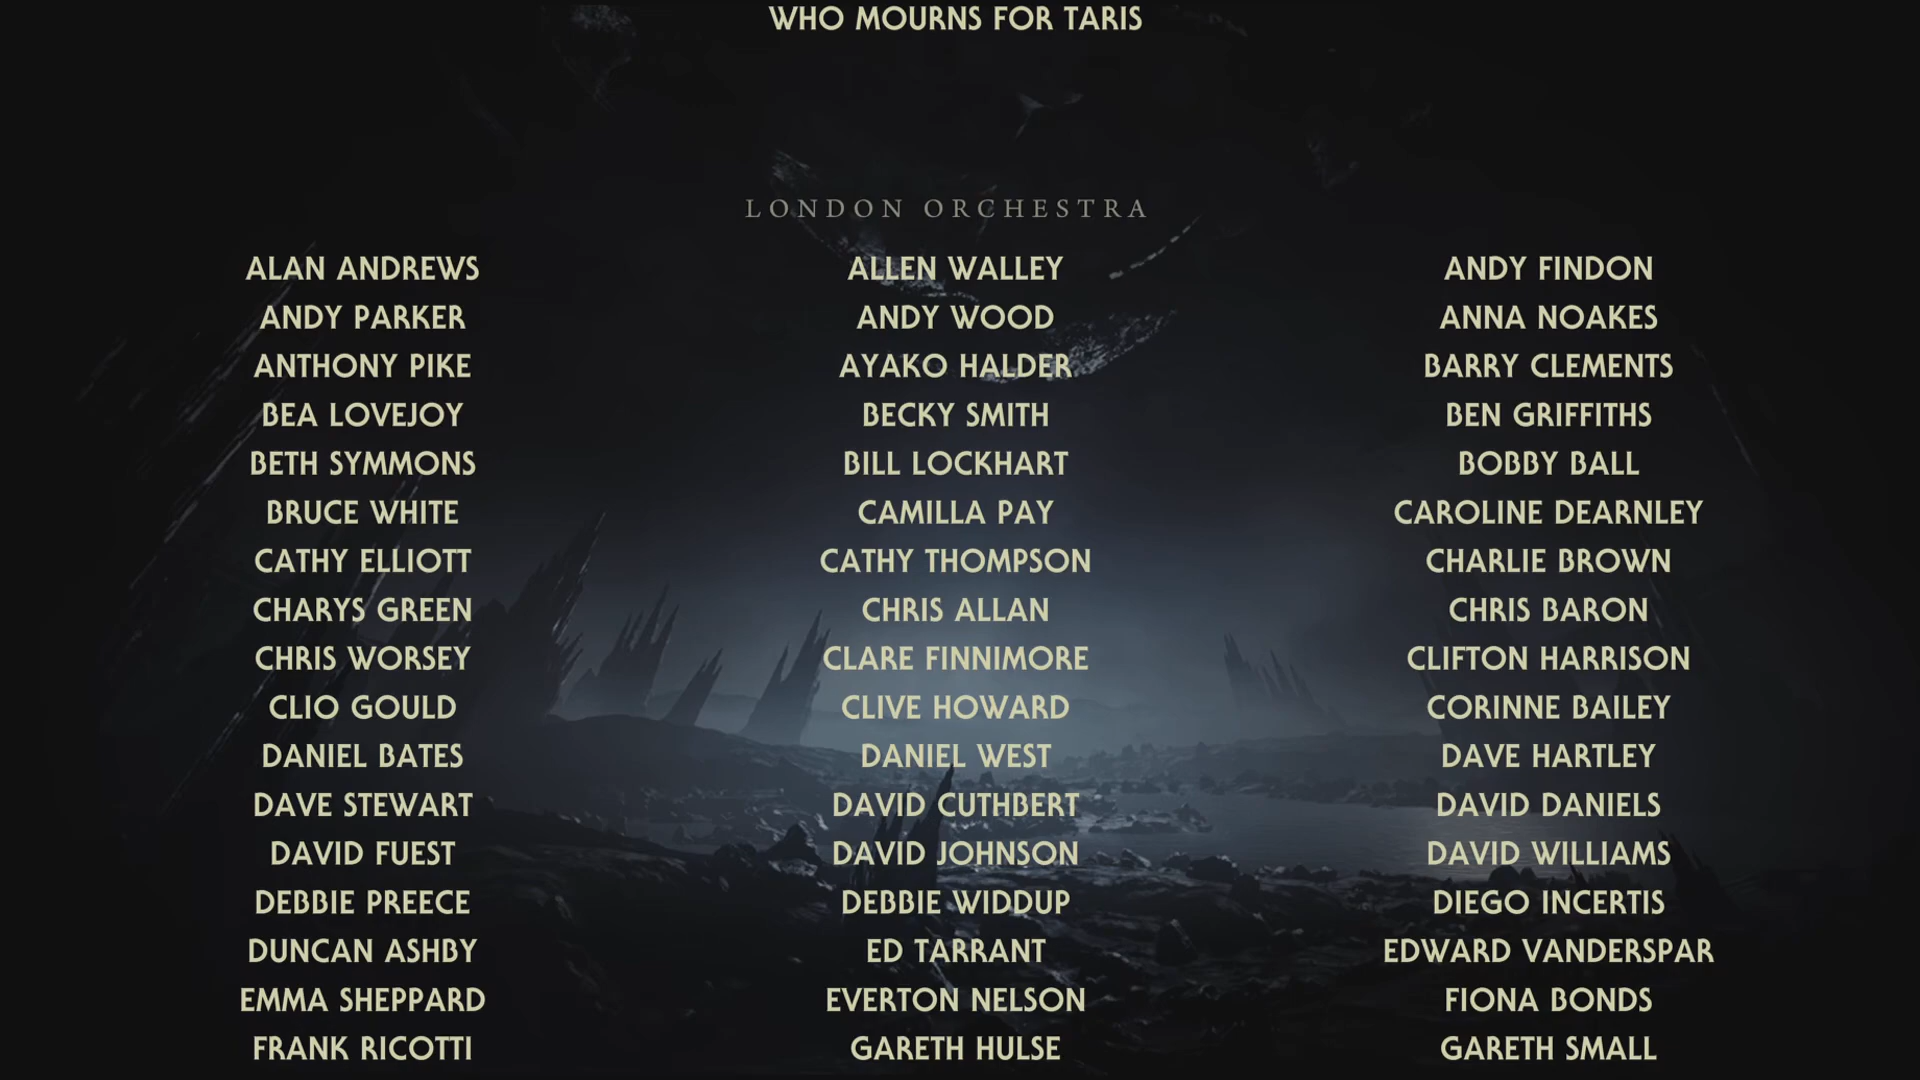 WHO MOURNS FOR TARIS
LONDON ORCHESTRA
ALAN ANDREWS ALLEN WALLEY ANDY FINDON
ANDY PARKER ANDY WOOD ANNA NOAKES
ANTHONY PIKE AYAKO HALDER BARRY CLEMENTS
BEA LOVEJOY BECKY SMITH BEN GRIFFITHS
BETH SYMMONS BILL LOCKHART BOBBY BALL
BRUCE WHITE CAMILLA PAY CAROLINE DEARNLEY
CATHY ELLIOTT CATHY THOMPSON CHARLIE BROWN
CHARYS GREEN CHRIS ALLAN CHRIS BARON
CHRIS WORSEY CLARE FINNIMORE CLIFTON HARRISON
CLIO GOULD CLIVE HOWARD CORINNE BAILEY
DANIEL BATES DANIEL WEST DAVE HARTLEY
DAVE STEWART DAVID CUTHBERT DAVID DANIELS
DAVID FUEST DAVID JOHNSON DAVID WILLIAMS
DEBBIE PREECE DEBBIE WIDDUP DIEGO INCERTIS
DUNCAN ASHBY ED TARRANT EDWARD VANDERSPAR
EMMA SHEPPARD EVERTON NELSON FIONA BONDS
FRANK RICOTTI GARETH HULSE GARETH SMALL